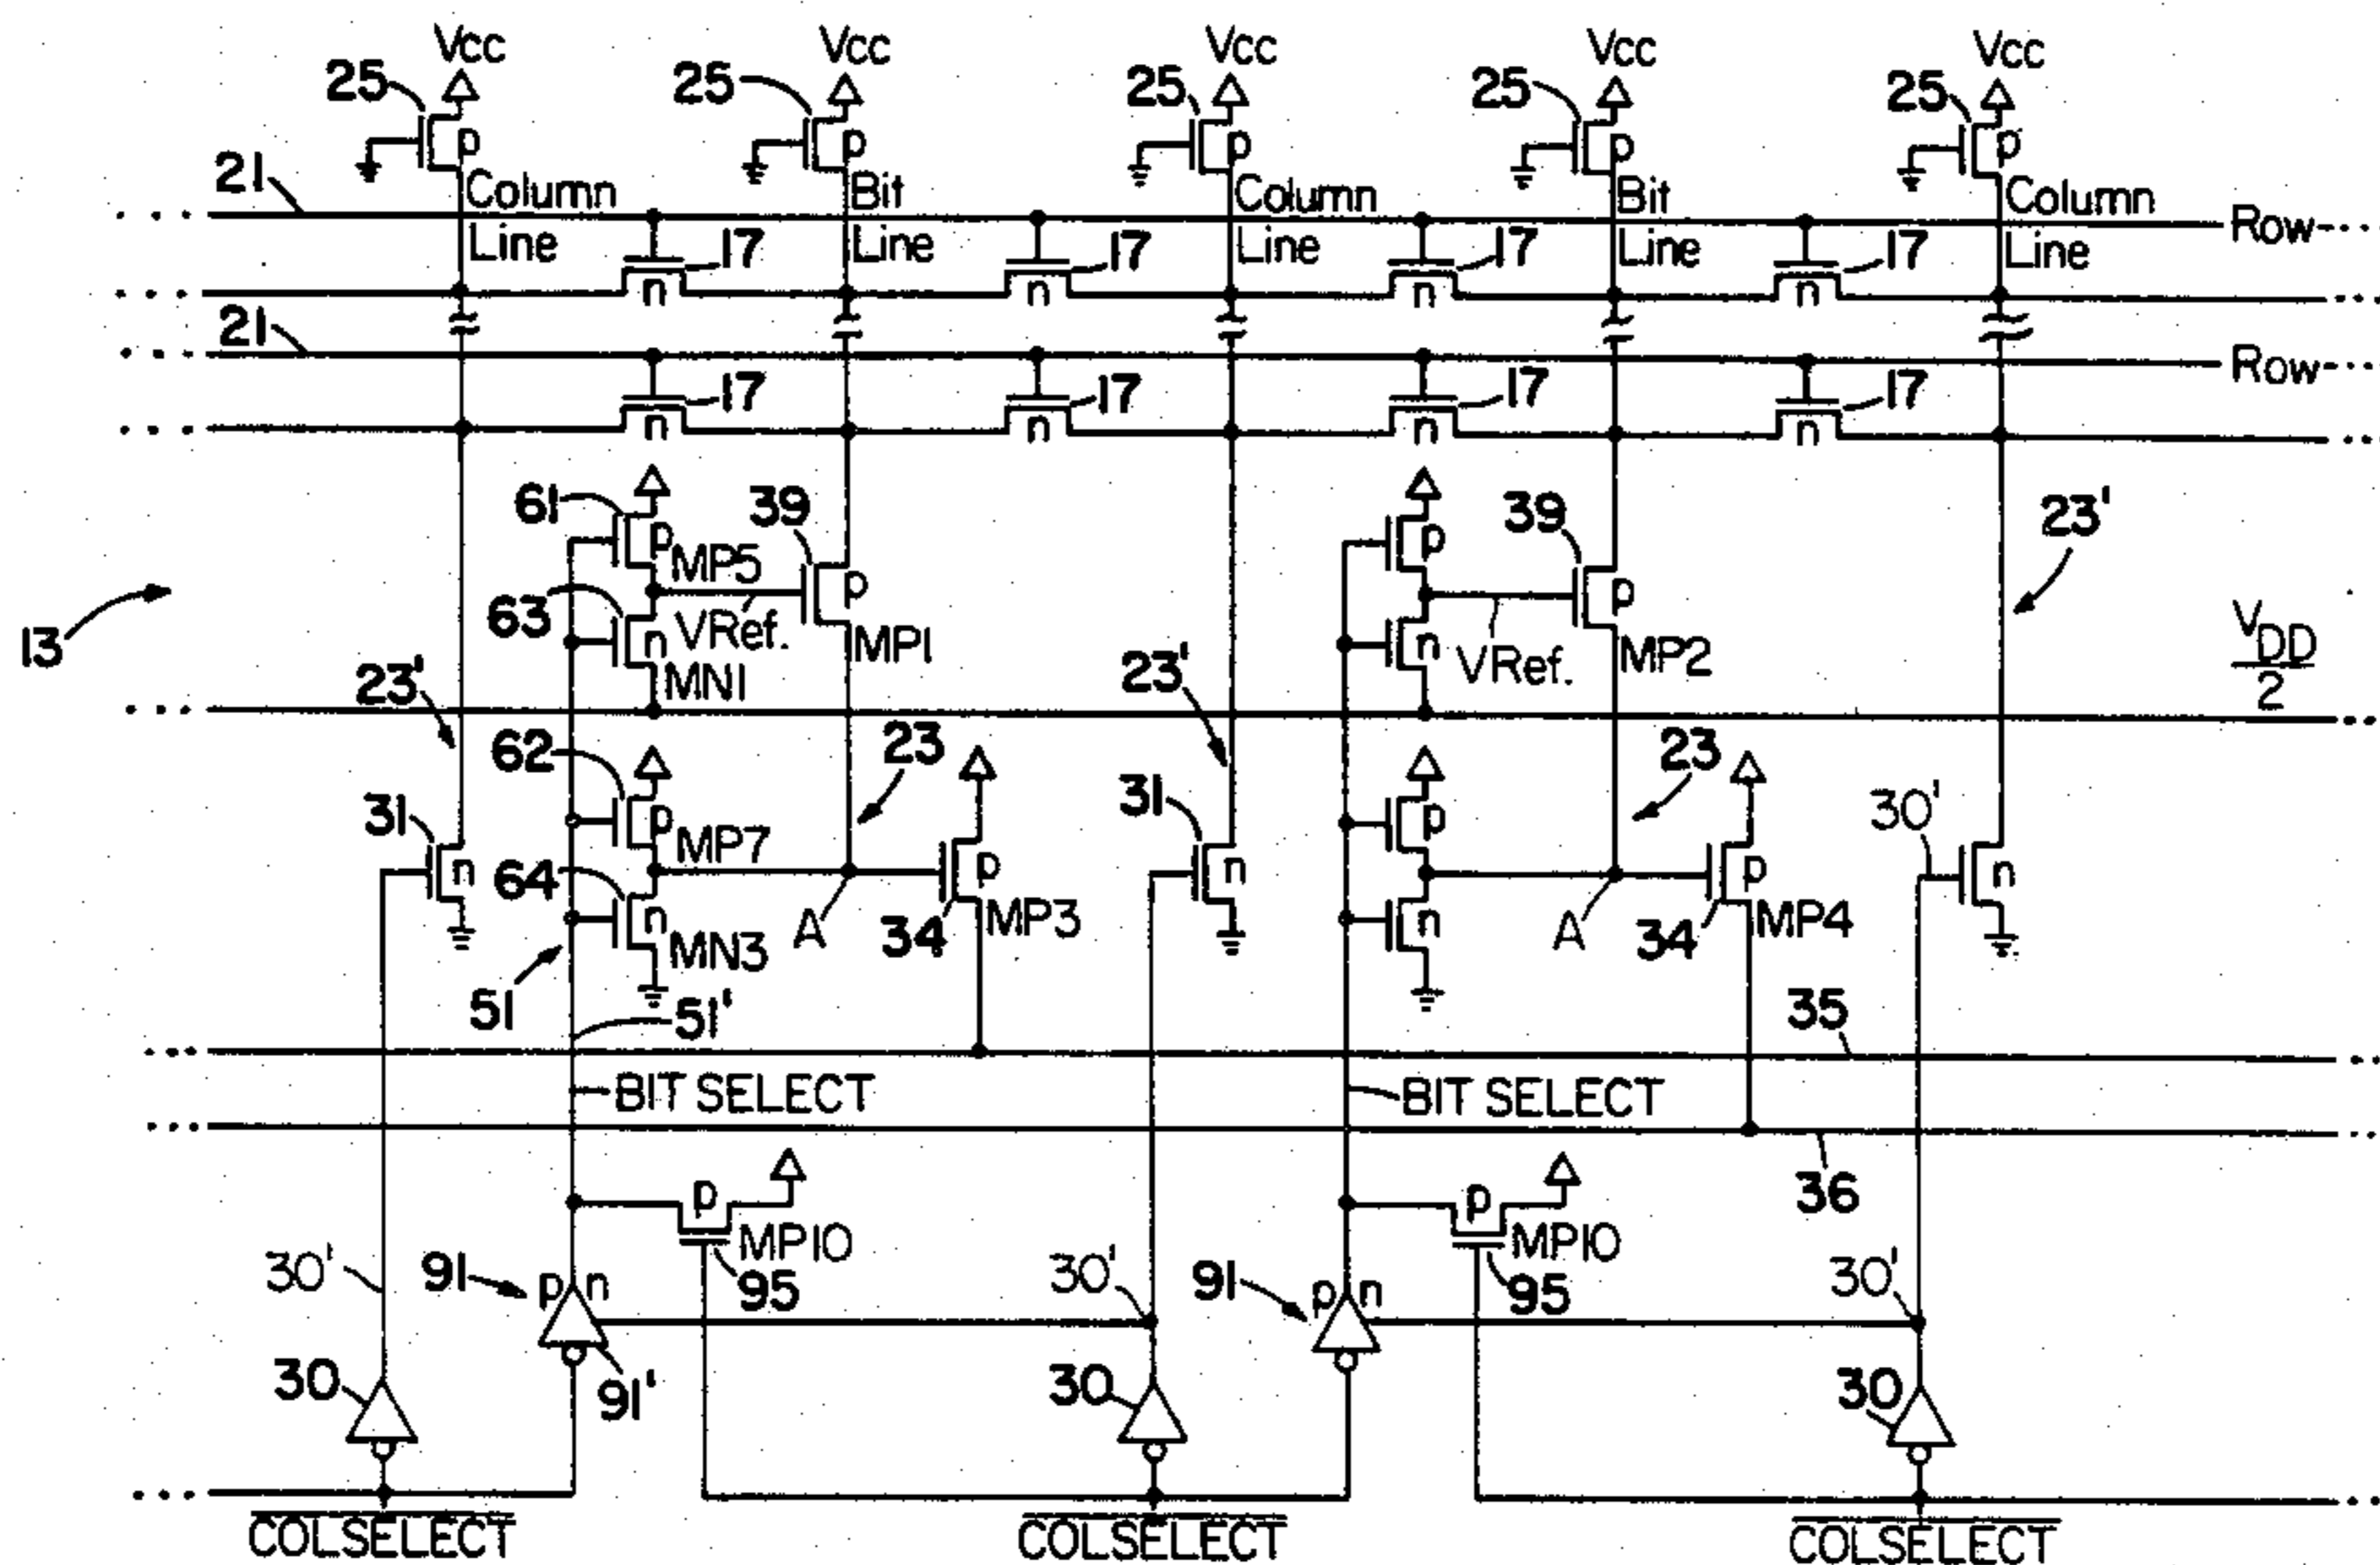 Vcc Vcc Vcc Vcc Vcc
25 25 25 25 25
p p p p p
21 Column Line Bit Line Column Line Bit Line Column Line Row
17 17 17 17
n n n n
21 Row
17 17 17 17
n n n n
61 p MP5 39 p MP1 p 39 p MP2 23'
63 n MN1 VRef. n VRef.
13
VDD/2
23' 23'
62 p MP7 23 p 23
31 n 31 n 30' n
64 n MN3 A 34 p MP3 n A 34 p MP4
51 51' 35
BIT SELECT BIT SELECT
36
p MP10 95 p MP10 95
30' 91 p n 30' 91 p n 30'
91'
30 30 30
COLSELECT COLSELECT COLSELECT